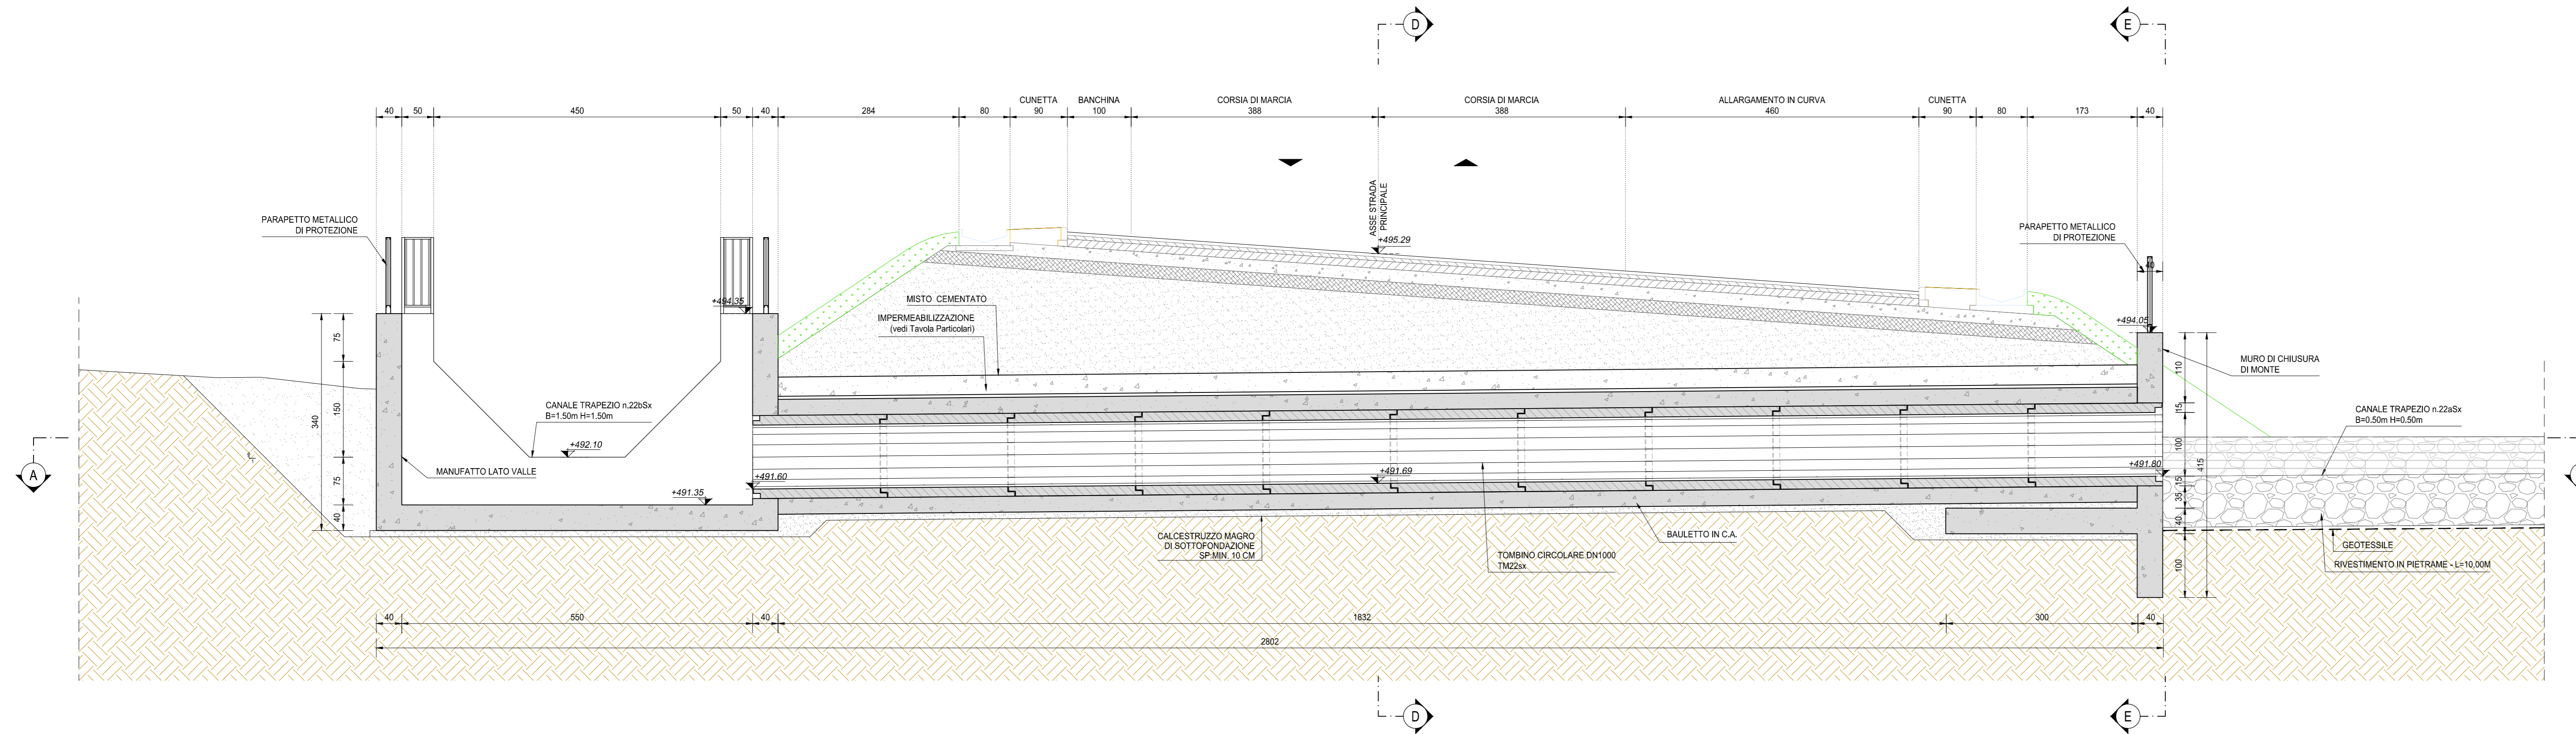 D
E
CUNETTA BANCHINA CORSIA DI MARCIA CORSIA DI MARCIA ALLARGAMENTO IN CURVA CUNETTA
40 50 450 50 40 284 80 90 100 388 388 460 90 80 173 40
ASSE STRADA
PRINCIPALE
PARAPETTO METALLICO
DI PROTEZIONE
PARAPETTO METALLICO
DI PROTEZIONE
+495.29
40
+494.35
MISTO CEMENTATO
IMPERMEABILIZZAZIONE
(vedi Tavola Particolari)
+494.05
MURO DI CHIUSURA
DI MONTE
340
75
150
75
40
CANALE TRAPEZIO n.22bSx
B=1.50m H=1.50m
+492.10
MANUFATTO LATO VALLE
+491.35
+491.60
+491.69
+491.80
110
15
100
15
35
40
100
415
CANALE TRAPEZIO n.22aSx
B=0.50m H=0.50m
A
CALCESTRUZZO MAGRO
DI SOTTOFONDAZIONE
SP.MIN. 10 CM
TOMBINO CIRCOLARE DN1000
TM22sx
BAULETTO IN C.A.
GEOTESSILE
RIVESTIMENTO IN PIETRAME - L=10,00M
40 550 40 1832 300 40
2802
D
E